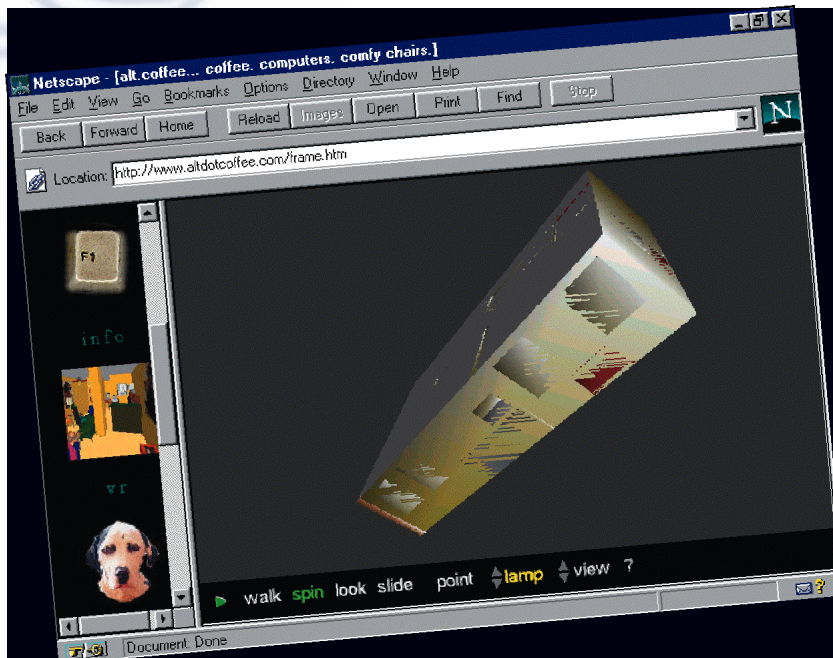 Netscape - [alt.coffee... coffee. computers. comfy chairs.]
File Edit View Go Bookmarks Options Directory Window Help
Back Forward Home Reload Images Open Print Find Stop
N
Location: http://www.altdotcoffee.com/frame.htm
F1
info
vr
walk spin look slide point lamp view ?
Document: Done
?